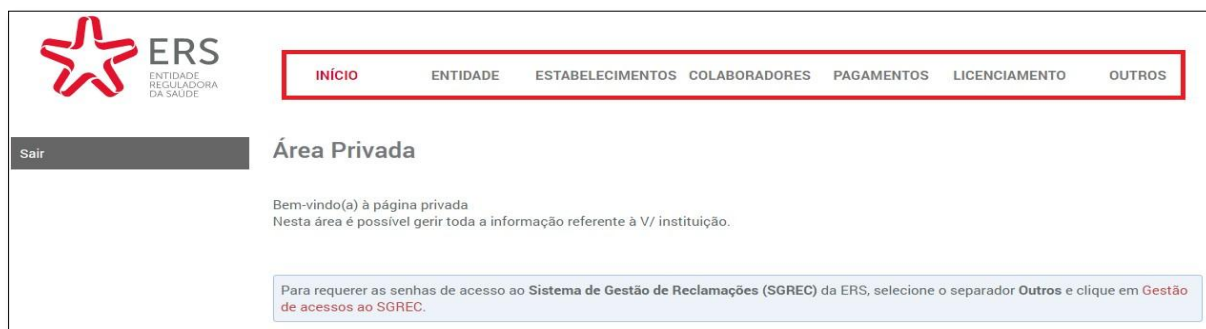 ERS
ENTIDADE
REGULADORA
DA SAÚDE
INÍCIO ENTIDADE ESTABELECIMENTOS COLABORADORES PAGAMENTOS LICENCIAMENTO OUTROS
Sair
Área Privada
Bem-vindo(a) à página privada
Nesta área é possível gerir toda a informação referente à V/ instituição.
Para requerer as senhas de acesso ao Sistema de Gestão de Reclamações (SGREC) da ERS, selecione o separador Outros e clique em Gestão
de acessos ao SGREC.